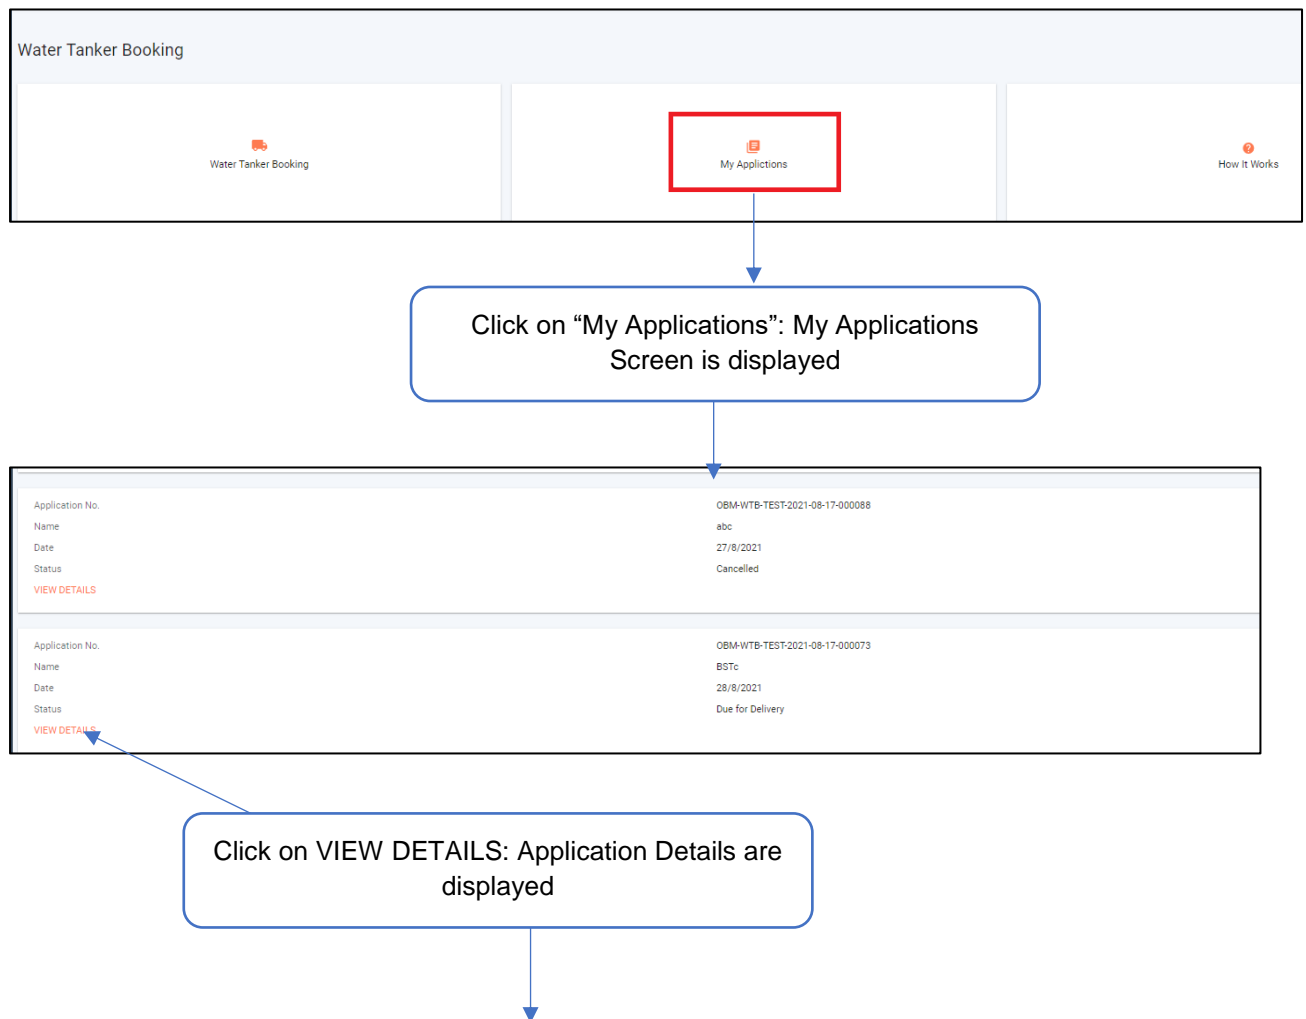 Water Tanker Booking
Water Tanker Booking
My Applictions
How It Works
Click on “My Applications”: My Applications
Screen is displayed
Application No. OBM-WTB-TEST-2021-08-17-000088
Name abc
Date 27/8/2021
Status Cancelled
VIEW DETAILS
Application No. OBM-WTB-TEST-2021-08-17-000073
Name BSTc
Date 28/8/2021
Status Due for Delivery
VIEW DETAILS
Click on VIEW DETAILS: Application Details are
displayed